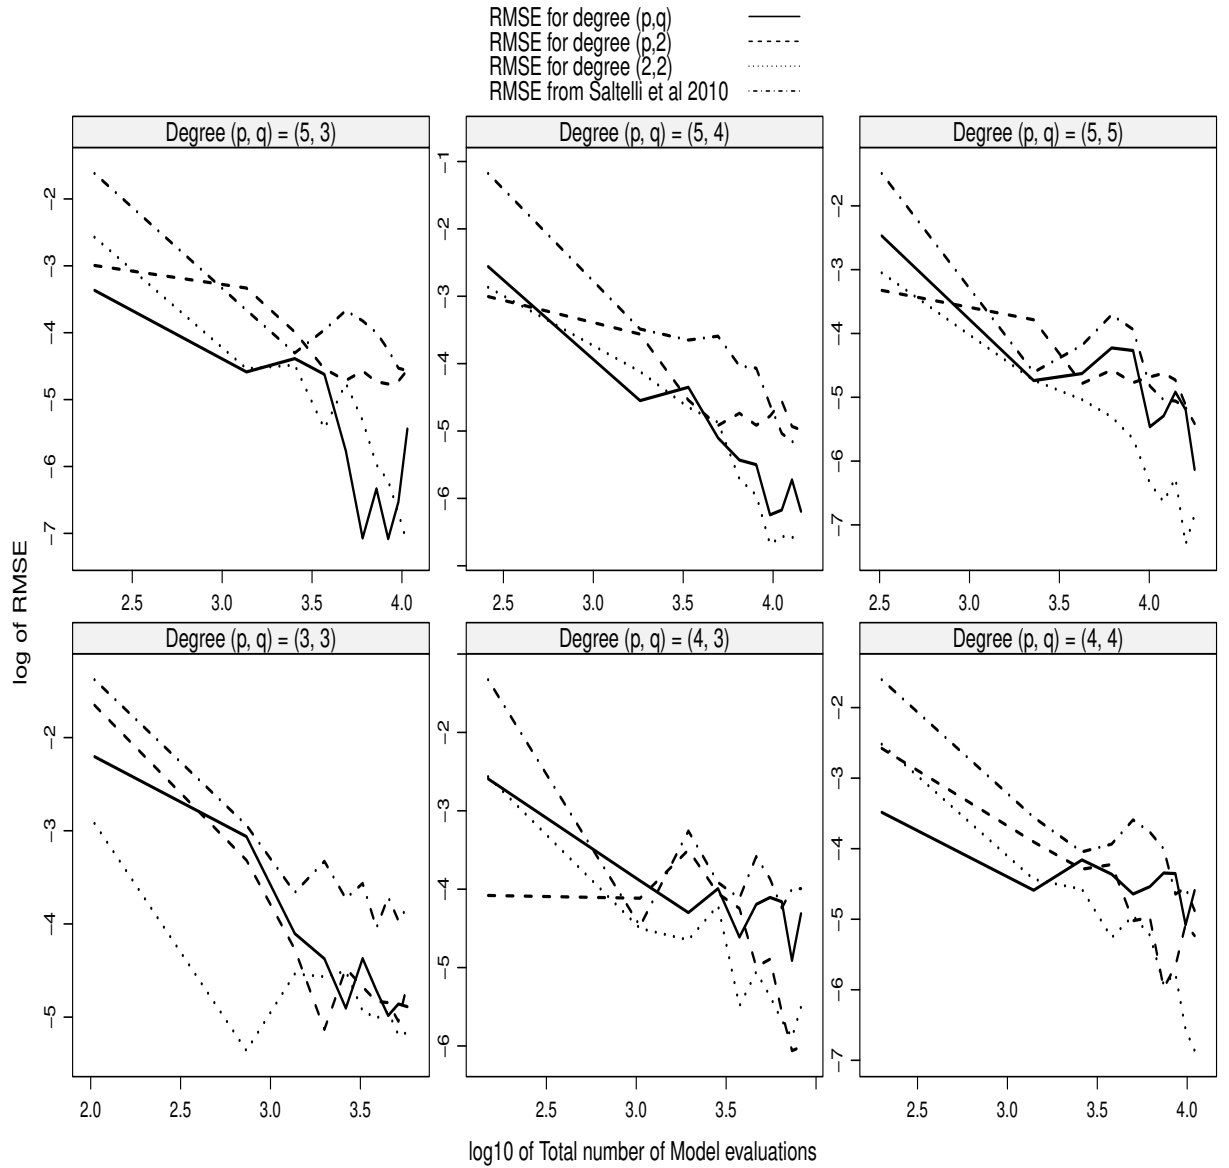 RMSE for degree (p,q)
RMSE for degree (p,2)
RMSE for degree (2,2)
RMSE from Saltelli et al 2010
Degree (p, q) = (5, 3)
Degree (p, q) = (5, 4)
Degree (p, q) = (5, 5)
−2
−3
−4
−5
−6
−7
2.5 3.0 3.5 4.0
−1
−2
−3
−4
−5
−6
2.5 3.0 3.5 4.0
−2
−3
−4
−5
−6
−7
2.5 3.0 3.5 4.0
log of RMSE
Degree (p, q) = (3, 3)
Degree (p, q) = (4, 3)
Degree (p, q) = (4, 4)
−2
−3
−4
−5
2.0 2.5 3.0 3.5
−2
−3
−4
−5
−6
2.5 3.0 3.5
−2
−3
−4
−5
−6
−7
2.5 3.0 3.5 4.0
log10 of Total number of Model evaluations